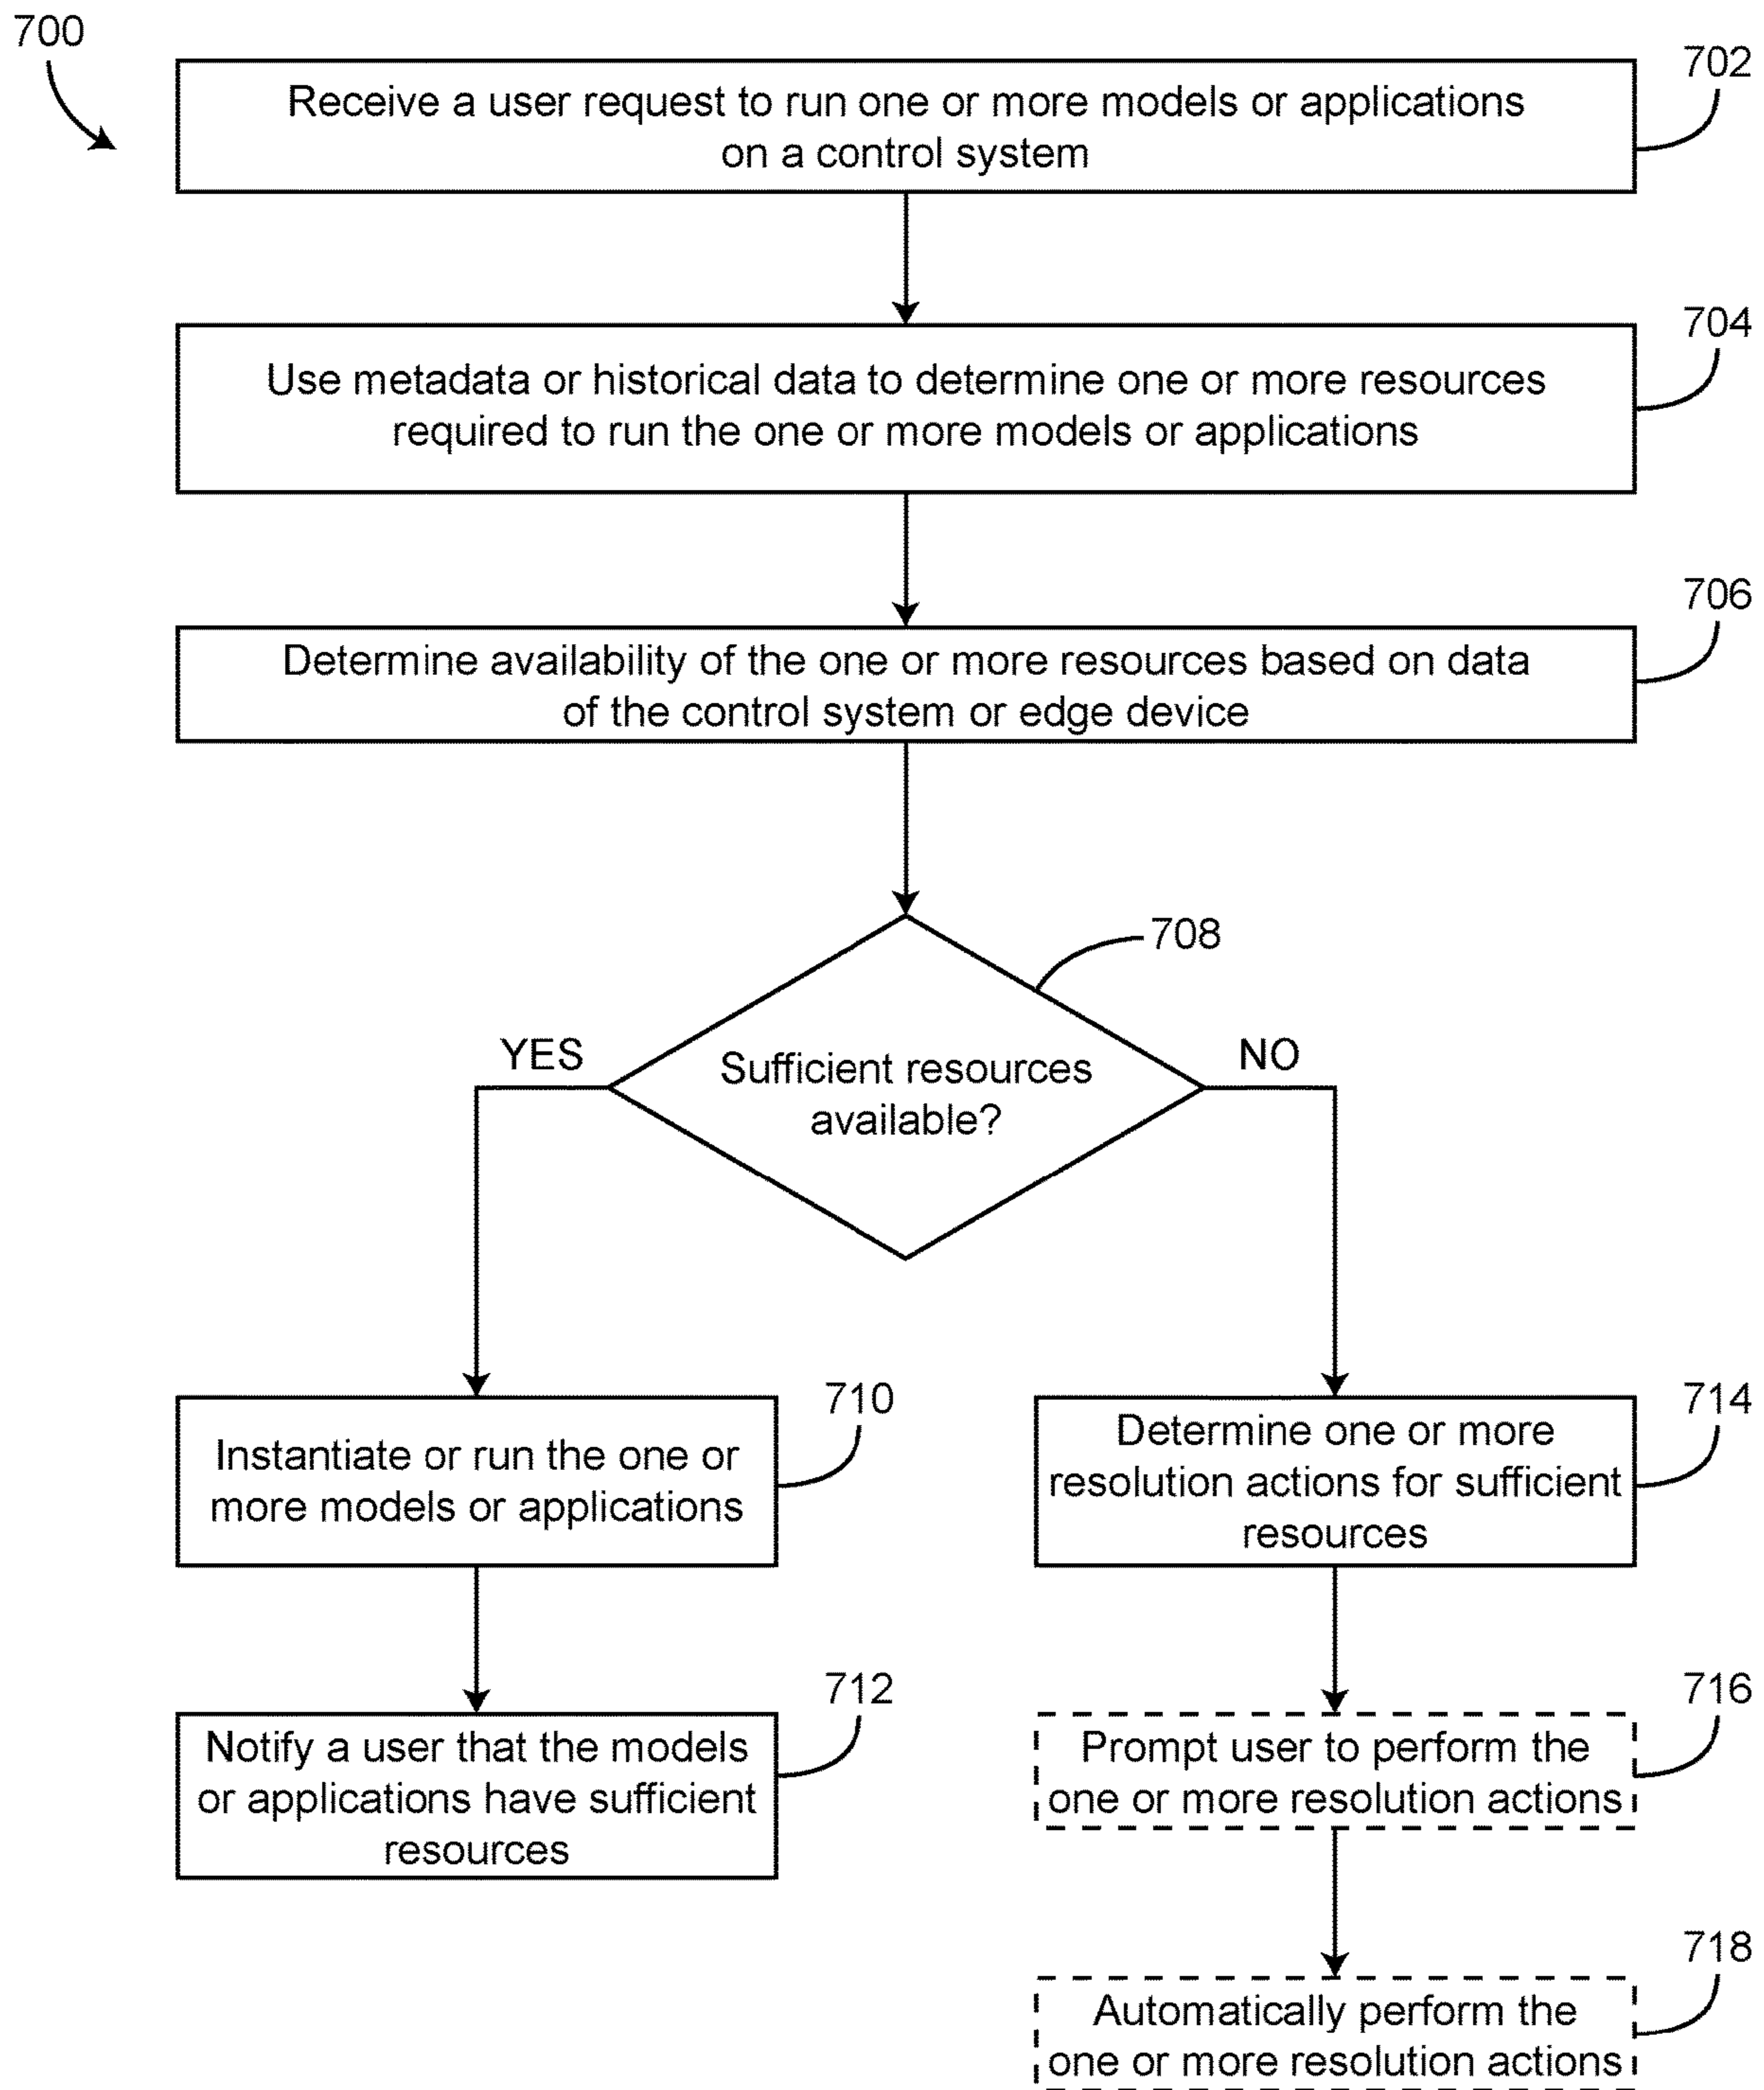 700
702
Receive a user request to run one or more models or applications
on a control system
704
Use metadata or historical data to determine one or more resources
required to run the one or more models or applications
706
Determine availability of the one or more resources based on data
of the control system or edge device
708
YES
NO
Sufficient resources
available?
710
Instantiate or run the one or
more models or applications
714
Determine one or more
resolution actions for sufficient
resources
712
Notify a user that the models
or applications have sufficient
resources
716
Prompt user to perform the
one or more resolution actions
718
Automatically perform the
one or more resolution actions